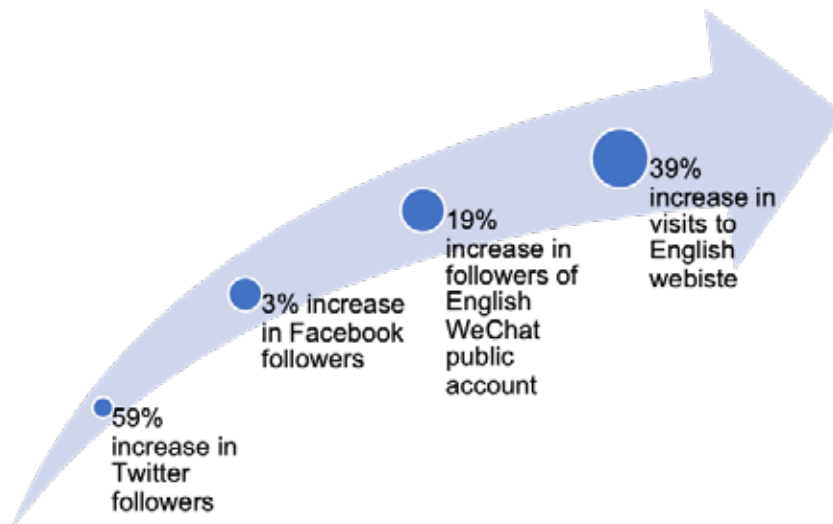 59%
increase in
Twitter
followers
3% increase
in Facebook
followers
19%
increase in
followers of
English
WeChat
public
account
39%
increase in
visits to
English
webiste